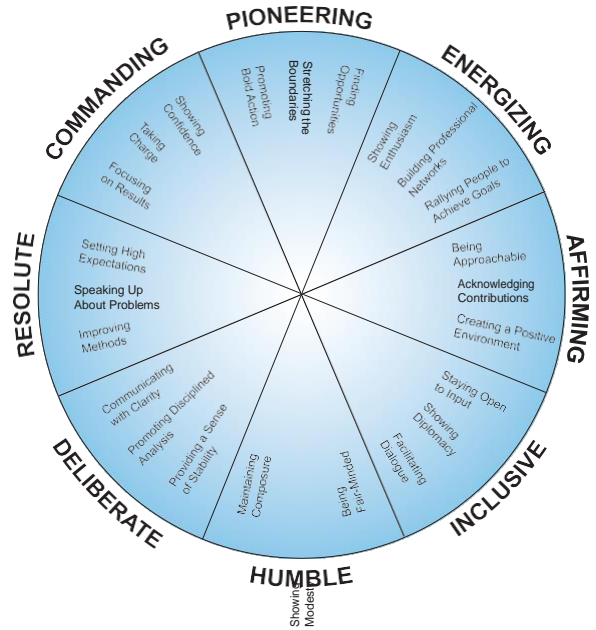 PIONEERING
Promoting
Bold Action
Stretching the
Boundaries
Finding
Opportunities
ENERGIZING
Showing
Enthusiasm
Building Professional
Networks
Rallying People to
Achieve Goals
AFFIRMING
Being
Approachable
Acknowledging
Contributions
Creating a Positive
Environment
INCLUSIVE
Staying Open
to Input
Showing
Diplomacy
Facilitating
Dialogue
HUMBLE
Being
Fair-Minded
Showing
Modest
Maintaining
Composure
DELIBERATE
Providing a Sense
of Stability
Promoting Disciplined
Analysis
Communicating
with Clarity
RESOLUTE
Improving
Methods
Speaking Up
About Problems
Setting High
Expectations
COMMANDING
Focusing
on Results
Taking
Charge
Showing
Confidence